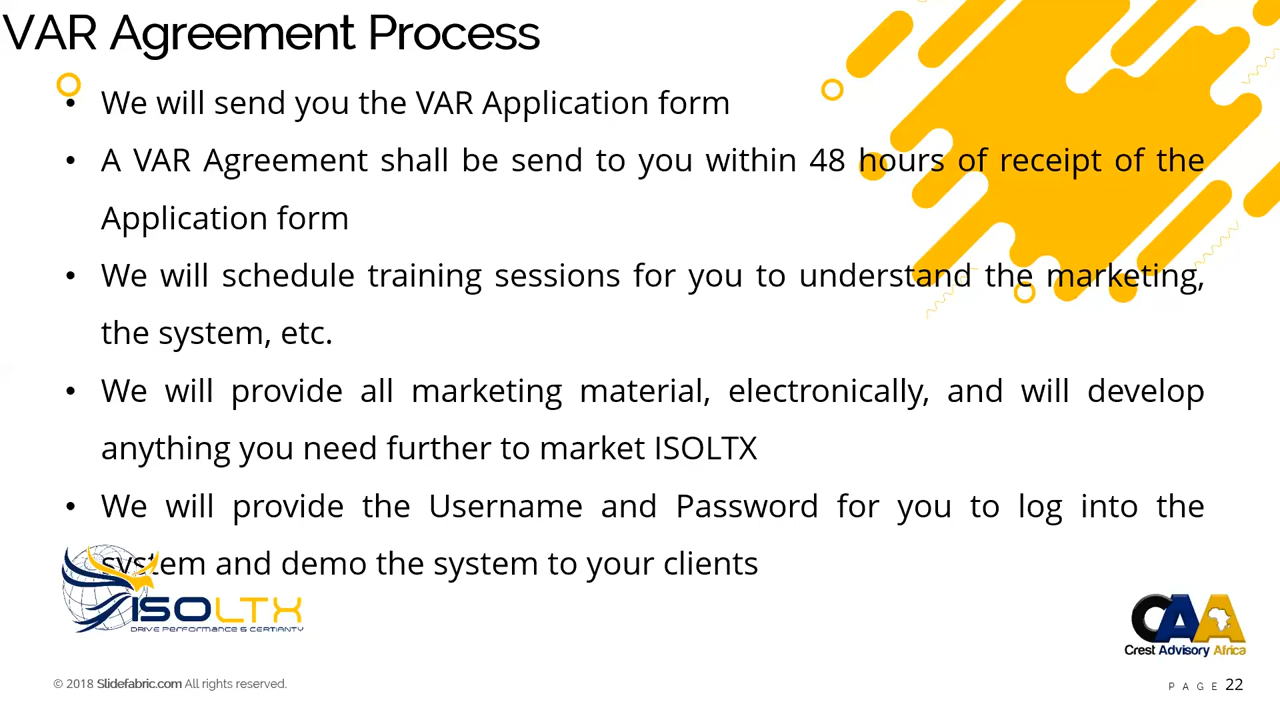 VAR Agreement Process
• We will send you the VAR Application form
• A VAR Agreement shall be send to you within 48 hours of receipt of the
Application form
• We will schedule training sessions for you to understand the marketing,
the system, etc.
• We will provide all marketing material, electronically, and will develop
anything you need further to market ISOLTX
• We will provide the Username and Password for you to log into the
system and demo the system to your clients
ISOLTX
DRIVE PERFORMANCE & CERTIANTY
CAA
Crest Advisory Africa
© 2018 Slidefabric.com All rights reserved.
PAGE 22